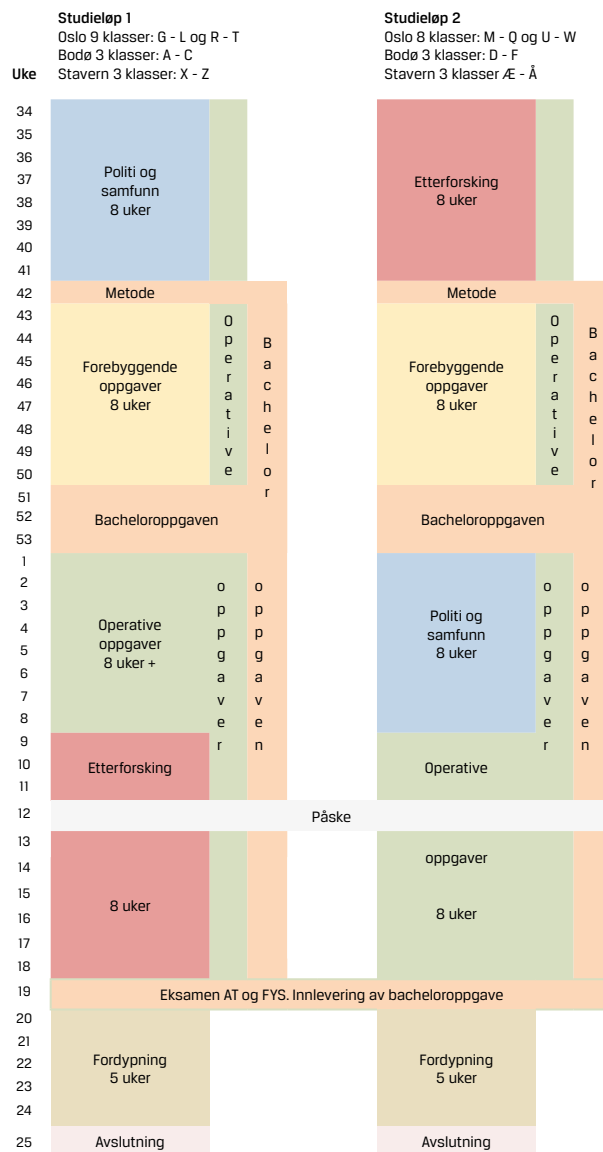 Studieløp 1
Oslo 9 klasser: G - L og R - T
Bodø 3 klasser: A - C
Stavern 3 klasser: X - Z
Studieløp 2
Oslo 8 klasser: M - Q og U - W
Bodø 3 klasser: D - F
Stavern 3 klasser Æ - Å
Uke
34
35
36
37
38
39
40
41
42
43
44
45
46
47
48
49
50
51
52
53
1
2
3
4
5
6
7
8
9
10
11
12
13
14
15
16
17
18
19
20
21
22
23
24
25
Politi og
samfunn
8 uker
Metode
Forebyggende
oppgaver
8 uker
Operative
Bachelor
Bacheloroppgaven
Operative
oppgaver
8 uker +
oppgaver
oppgaven
Etterforsking
8 uker
Etterforsking
8 uker
Metode
Forebyggende
oppgaver
8 uker
Operative
Bachelor
Bacheloroppgaven
Politi og
samfunn
8 uker
oppgaver
oppgaven
Operative
Påske
oppgaver
8 uker
Eksamen AT og FYS. Innlevering av bacheloroppgave
Fordypning
5 uker
Avslutning
Fordypning
5 uker
Avslutning